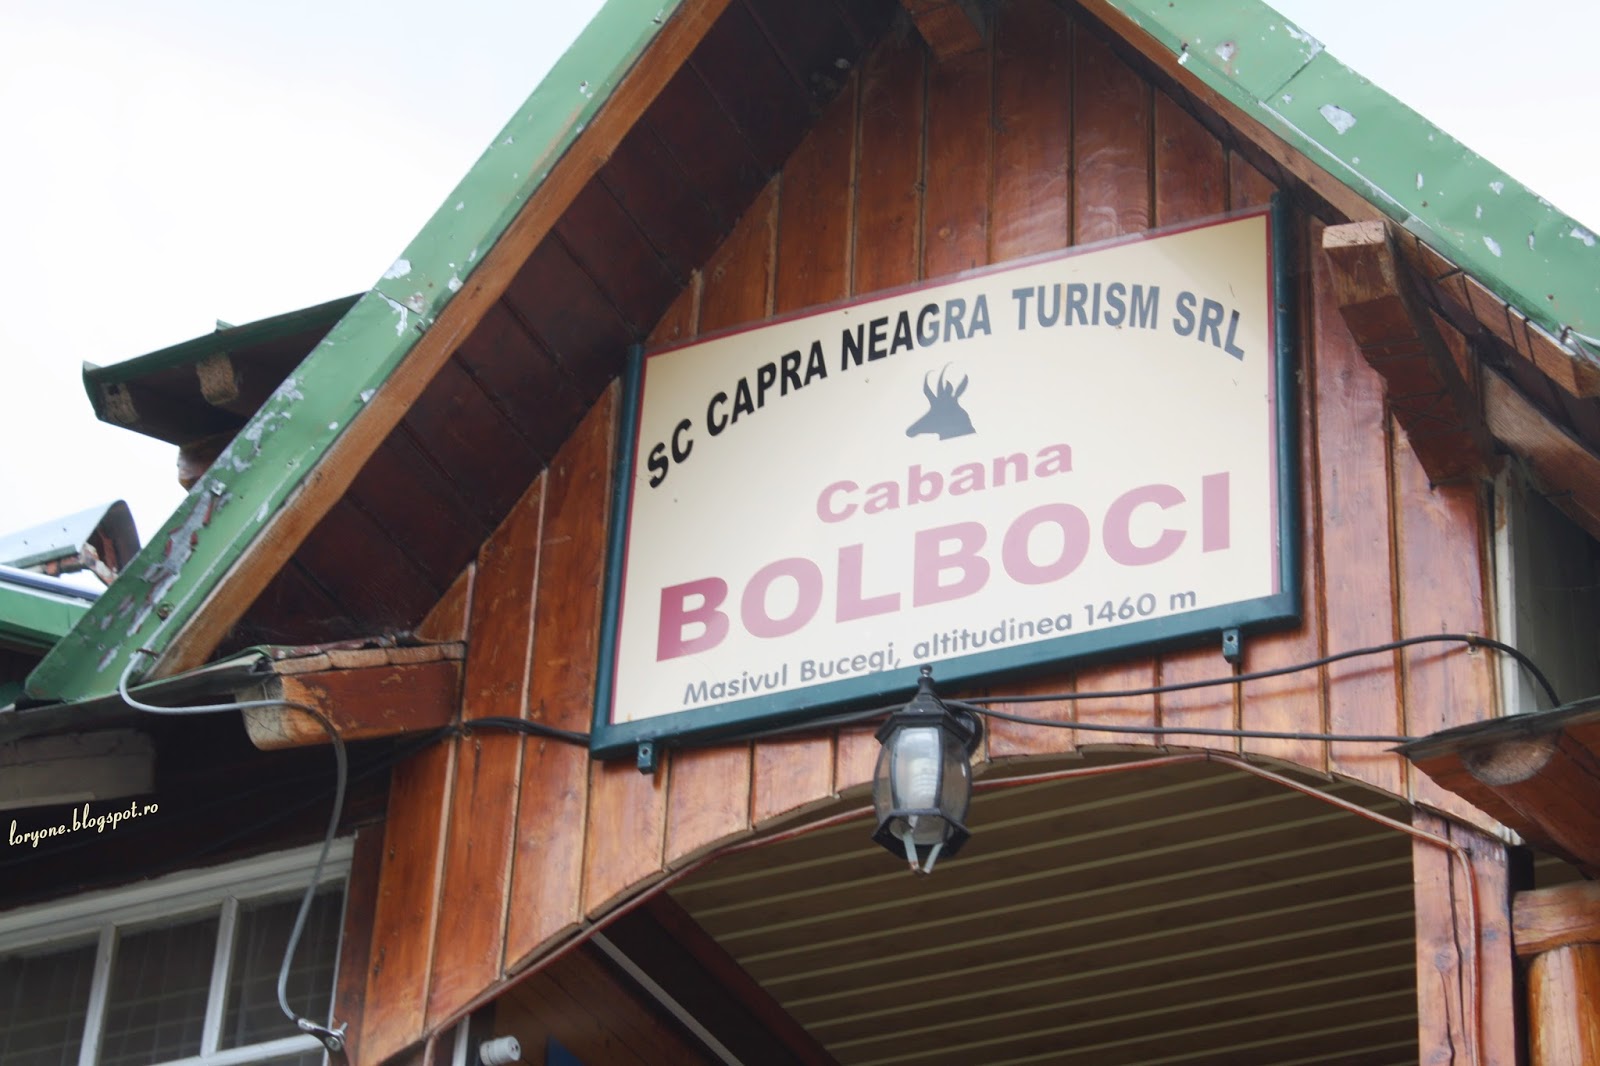 SC CAPRA NEAGRA TURISM SRL
Cabana
BOLBOCI
Masivul Bucegi, altitudinea 1460 m
loryone.blogspot.ro